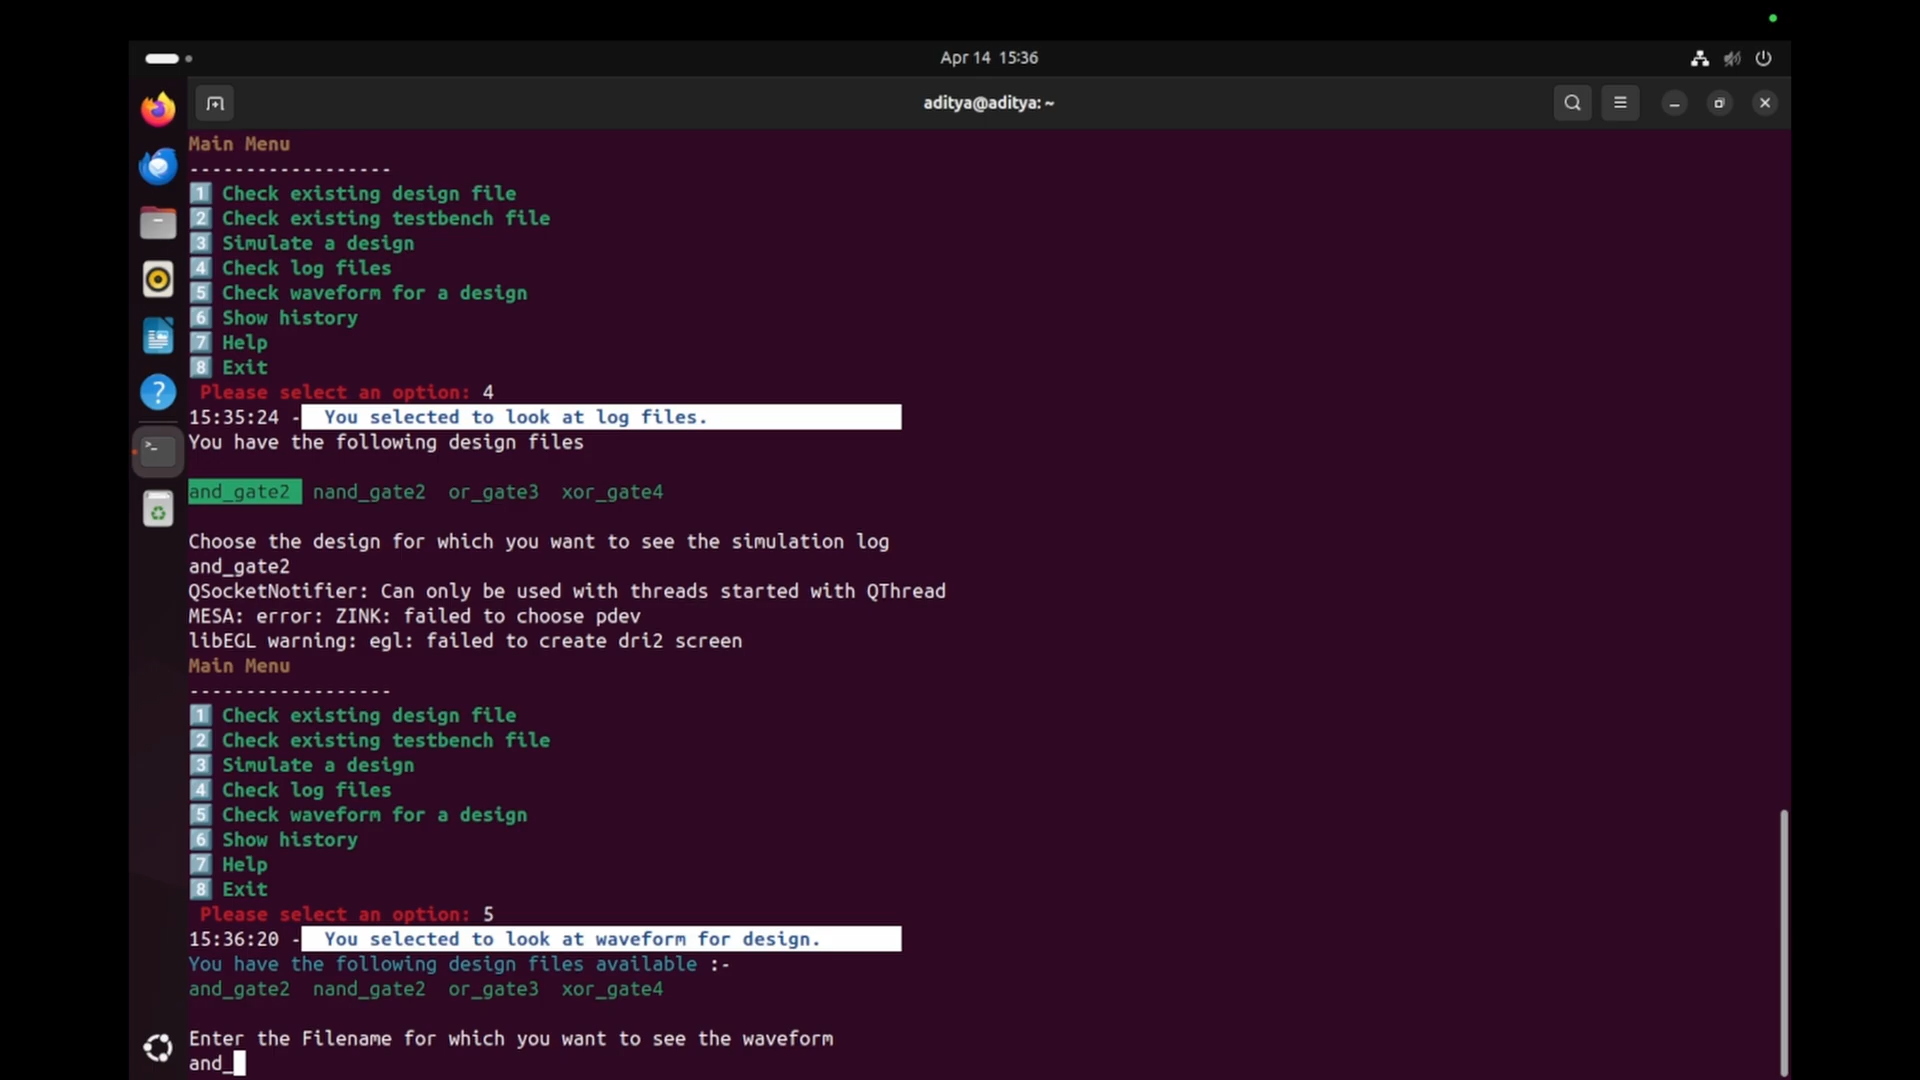 Apr 14 15:36
aditya@aditya: ~
Main Menu
------------------
1 Check existing design file
2 Check existing testbench file
3 Simulate a design
4 Check log files
5 Check waveform for a design
6 Show history
7 Help
8 Exit
Please select an option: 4
15:35:24 - You selected to look at log files.
You have the following design files
and_gate2 nand_gate2 or_gate3 xor_gate4
Choose the design for which you want to see the simulation log
and_gate2
QSocketNotifier: Can only be used with threads started with QThread
MESA: error: ZINK: failed to choose pdev
libEGL warning: egl: failed to create dri2 screen
Main Menu
------------------
1 Check existing design file
2 Check existing testbench file
3 Simulate a design
4 Check log files
5 Check waveform for a design
6 Show history
7 Help
8 Exit
Please select an option: 5
15:36:20 - You selected to look at waveform for design.
You have the following design files available :-
and_gate2 nand_gate2 or_gate3 xor_gate4
Enter the Filename for which you want to see the waveform
and_